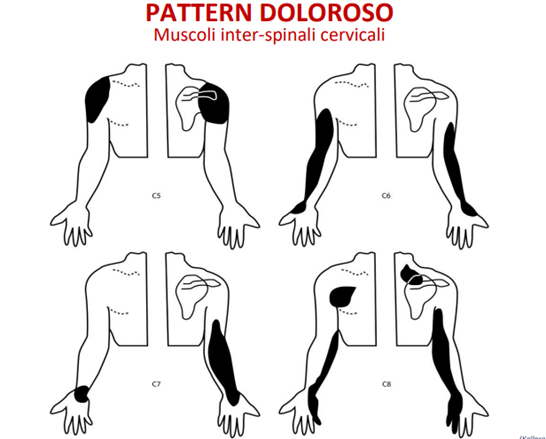 PATTERN DOLOROSO
Muscoli inter-spinali cervicali
C5
C6
C7
C8